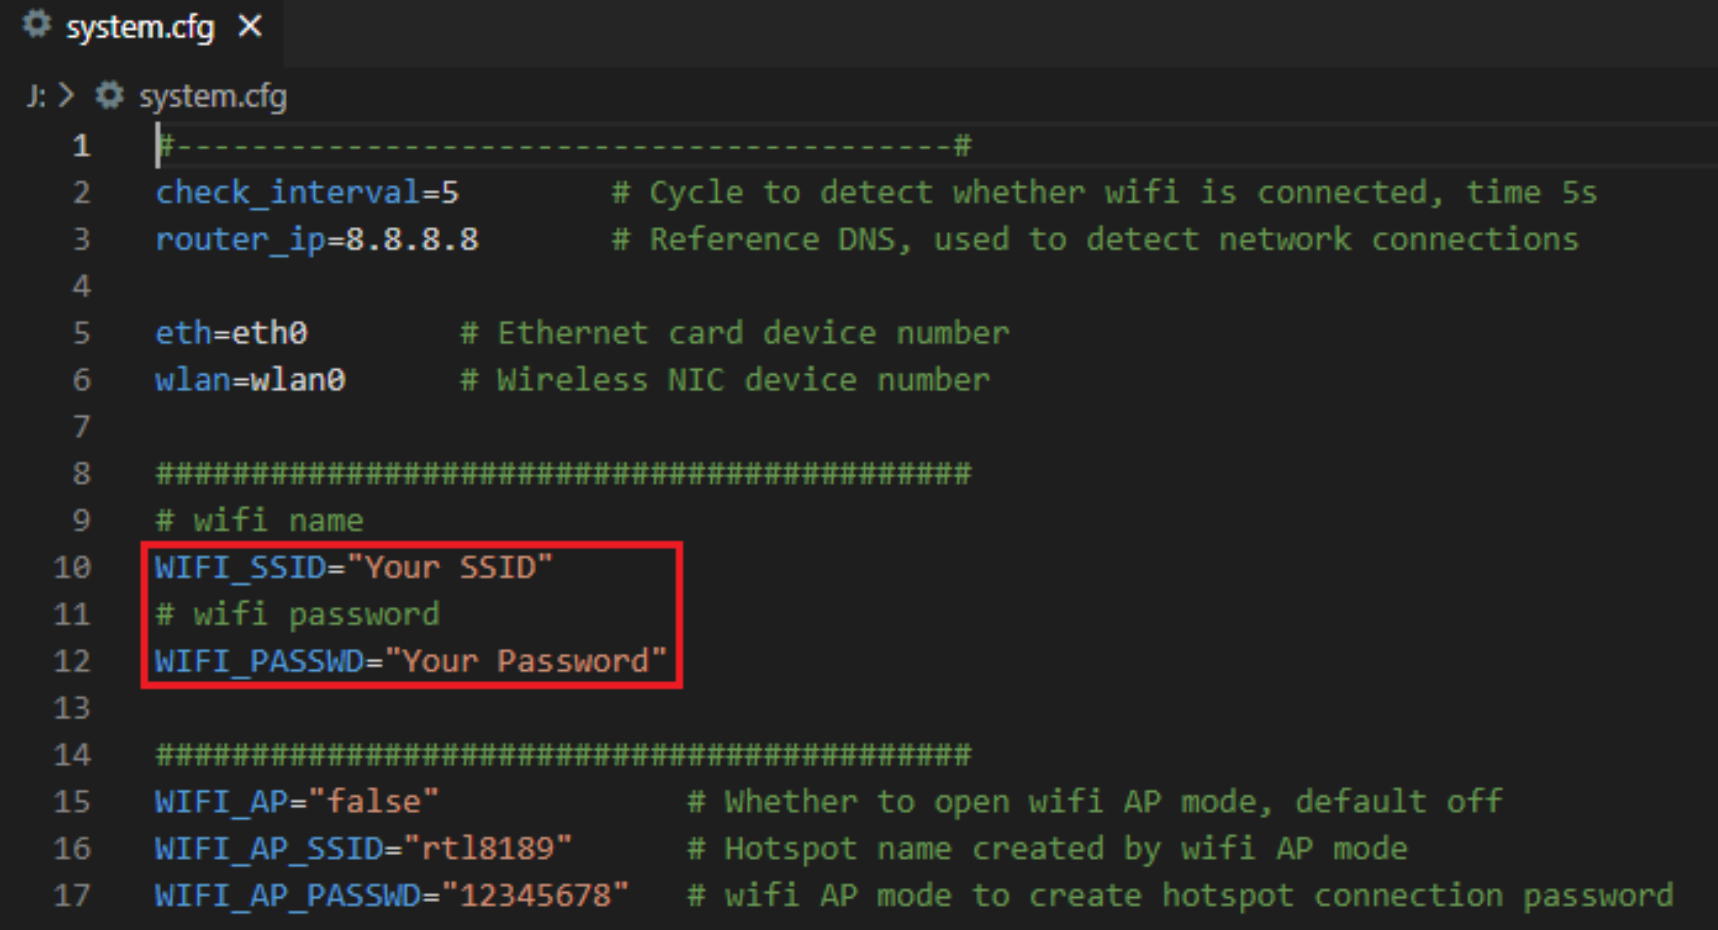 system.cfg
J: > system.cfg
1 #-----------------------------------------#
2 check_interval=5 # Cycle to detect whether wifi is connected, time 5s
3 router_ip=8.8.8.8 # Reference DNS, used to detect network connections
4
5 eth=eth0 # Ethernet card device number
6 wlan=wlan0 # Wireless NIC device number
7
8 ###########################################
9 # wifi name
10 WIFI_SSID="Your SSID"
11 # wifi password
12 WIFI_PASSWD="Your Password"
13
14 ###########################################
15 WIFI_AP="false" # Whether to open wifi AP mode, default off
16 WIFI_AP_SSID="rtl8189" # Hotspot name created by wifi AP mode
17 WIFI_AP_PASSWD="12345678" # wifi AP mode to create hotspot connection password